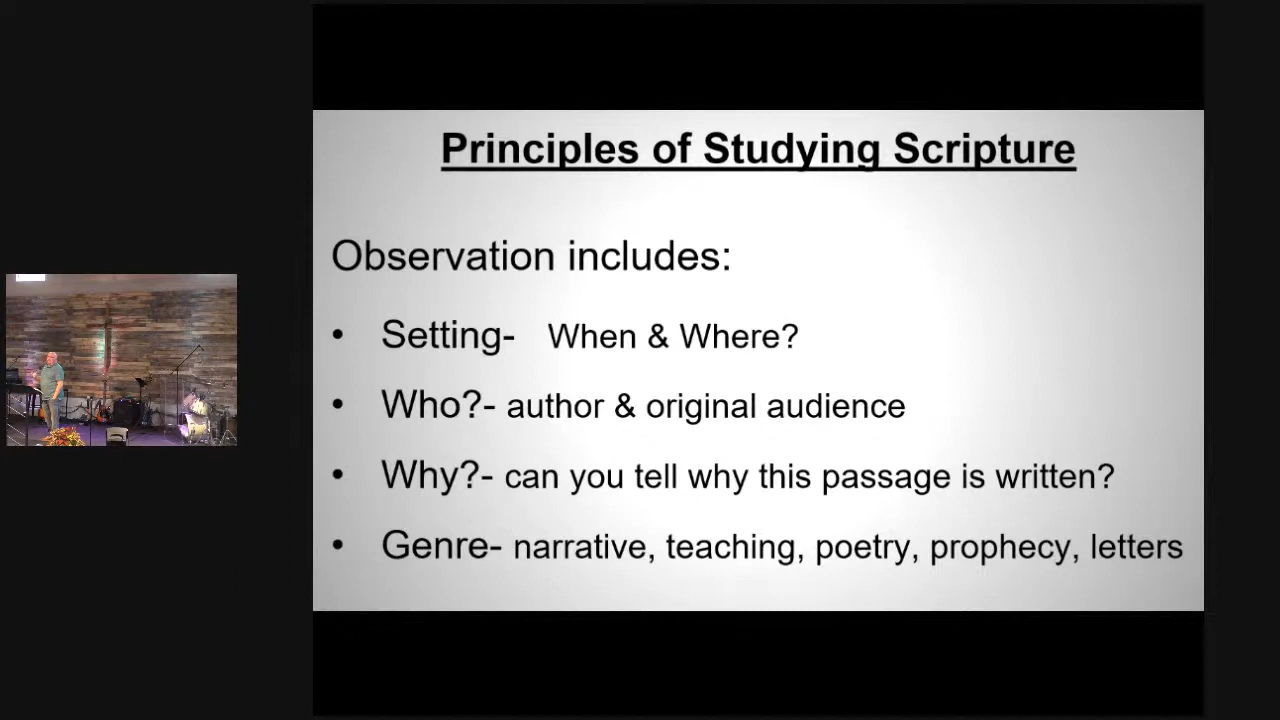 Principles of Studying Scripture
Observation includes:
• Setting- When & Where?
• Who?- author & original audience
• Why?- can you tell why this passage is written?
• Genre- narrative, teaching, poetry, prophecy, letters